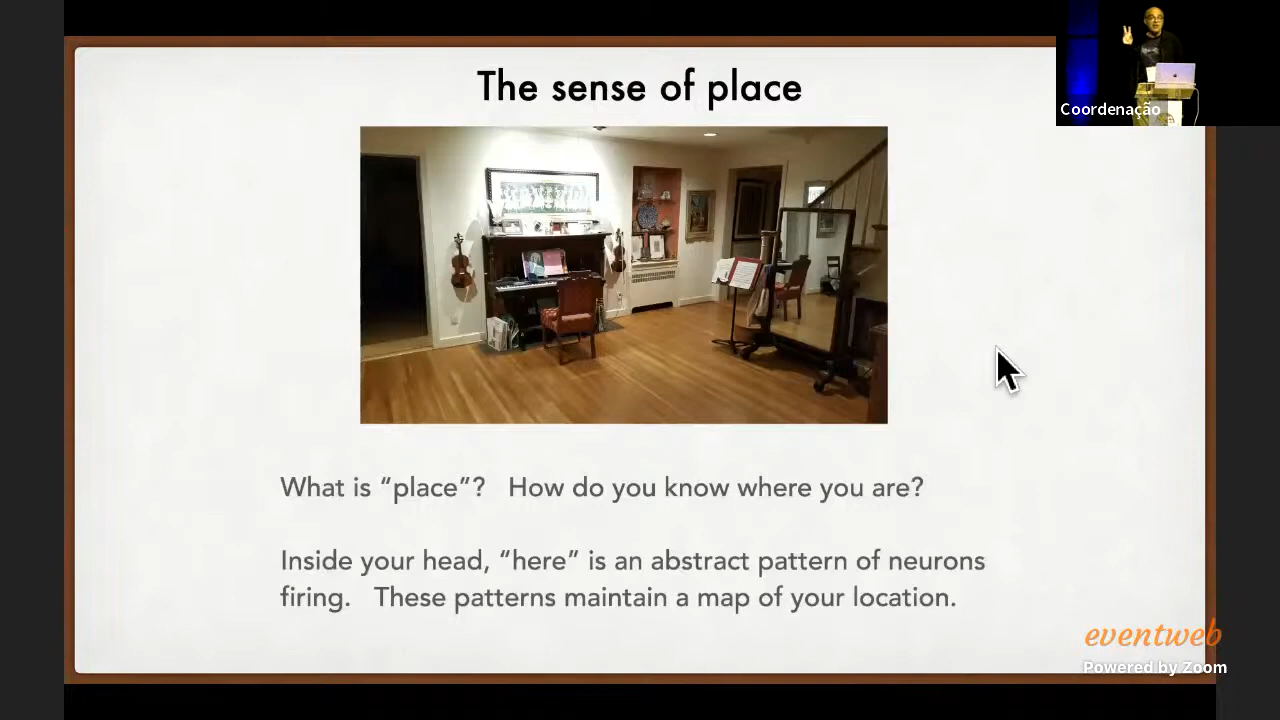 The sense of place
Coordenação
What is “place”? How do you know where you are?
Inside your head, “here” is an abstract pattern of neurons
firing. These patterns maintain a map of your location.
eventweb
Powered by Zoom